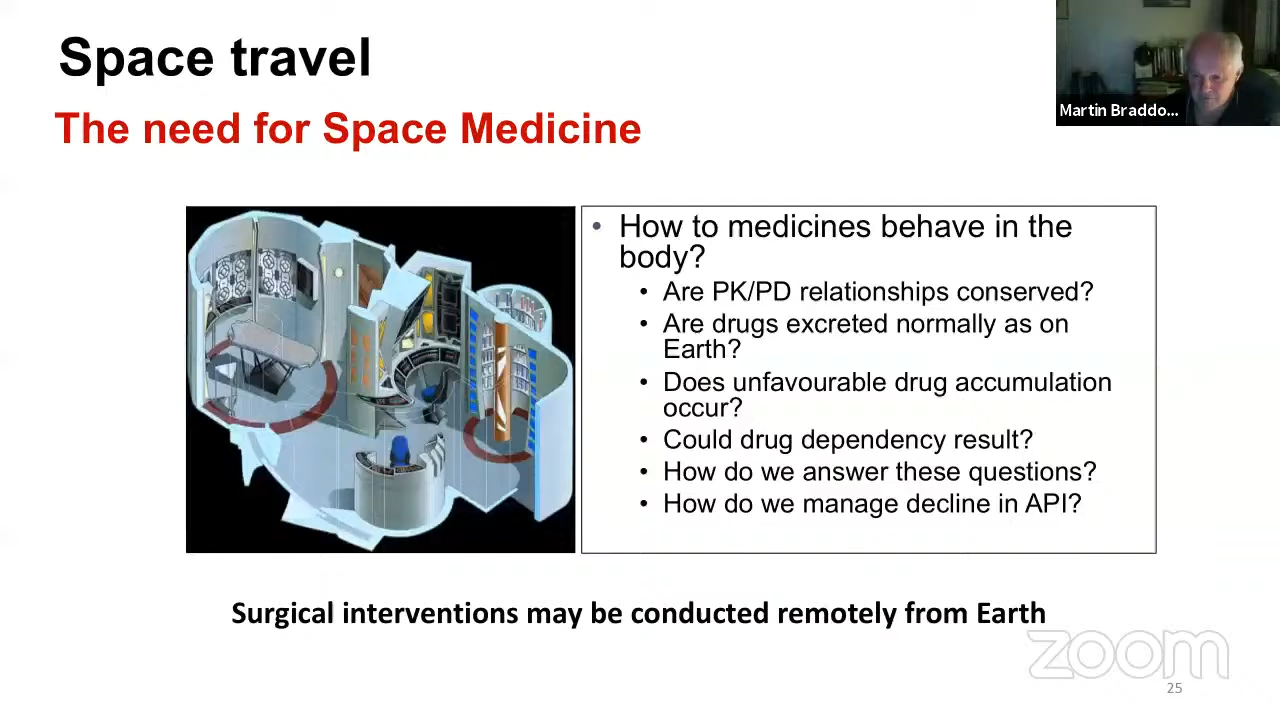 Space travel
The need for Space Medicine
Martin Braddo...
• How to medicines behave in the
body?
• Are PK/PD relationships conserved?
• Are drugs excreted normally as on
Earth?
• Does unfavourable drug accumulation
occur?
• Could drug dependency result?
• How do we answer these questions?
• How do we manage decline in API?
Surgical interventions may be conducted remotely from Earth
zoom
25